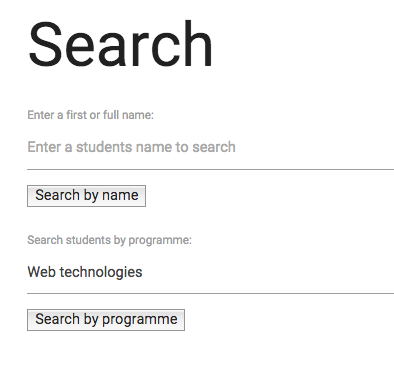 Search
Enter a first or full name:
Enter a students name to search
Search by name
Search students by programme:
Web technologies
Search by programme